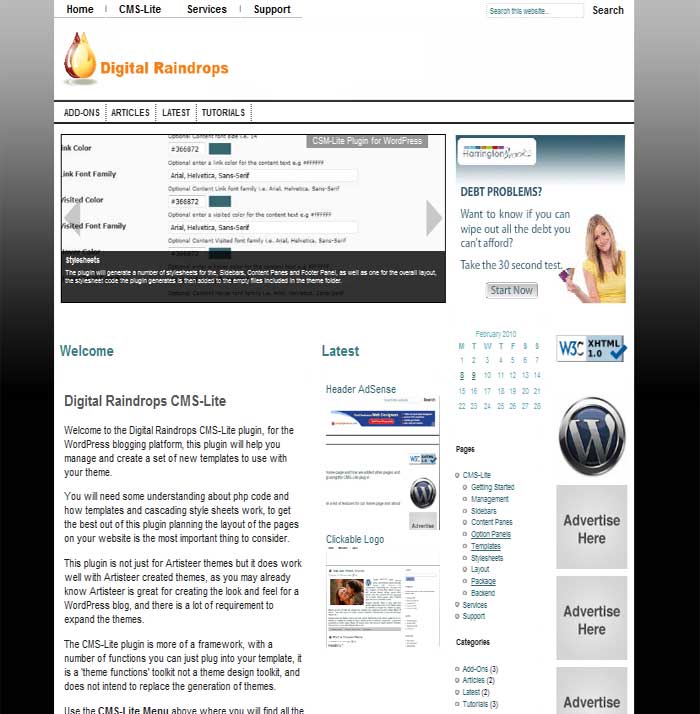 Home | CMS-Lite Services | Support
Search this website... Search
Digital Raindrops
ADD-ONS ARTICLES LATEST TUTORIALS
CSM-Lite Plugin for WordPress
Optional Content font size i.e. 14
ink Color #366872
Optional enter a link color for the content text e.g #FFFFFF
Link Font Family Arial, Helvetica, Sans-Serif
Optional Content Link font family i.e. Arial, Helvetica, Sans-Serif
isited Color #366872
Optional enter a visited color for the content text e.g #FFFFFF
isited Font Family Arial, Helvetica, Sans-Serif
Optional Content Visited font family i.e. Arial, Helvetica, Sans-Serif
Stylesheets
The plugin will generate a number of stylesheets for the, Sidebars, Content Panes and Footer Panel, as well as one for the overall layout,
the stylesheet code the plugin generates is then added to the empty files included in the theme folder.
Harrington
DEBT PROBLEMS?
Want to know if you can
wipe out all the debt you
can't afford?
Take the 30 second test.
Start Now
Welcome
Digital Raindrops CMS-Lite
Welcome to the Digital Raindrops CMS-Lite plugin, for the
WordPress blogging platform, this plugin will help you
manage and create a set of new templates to use with
your theme.
You will need some understanding about php code and
how templates and cascading style sheets work, to get
the best out of this plugin planning the layout of the pages
on your website is the most important thing to consider.
This plugin is not just for Artisteer themes but it does work
well with Artisteer created themes, as you may already
know Artisteer is great for creating the look and feel for a
WordPress blog, and there is a lot of requirement to
expand the themes.
The CMS-Lite plugin is more of a framework, with a
number of functions you can just plug into your template, it
is a 'theme functions' toolkit not a theme design toolkit, and
does not intend to replace the generation of themes.
Use the CMS-Lite Menu above where you will find all the
Latest
Header AdSense
Search
W3C XHTML 1.0
Advertise
Clickable Logo
February 2010
M T W T F S S
1 2 3 4 5 6 7
8 9 10 11 12 13 14
15 16 17 18 19 20 21
22 23 24 25 26 27 28
Pages
CMS-Lite
Getting Started
Management
Sidebars
Content Panes
Option Panels
Templates
Stylesheets
Layout
Package
Backend
Services
Support
Categories
Add-Ons (3)
Articles (2)
Latest (2)
Tutorials (3)
W3C XHTML 1.0
Advertise
Here
Advertise
Here
Advertise